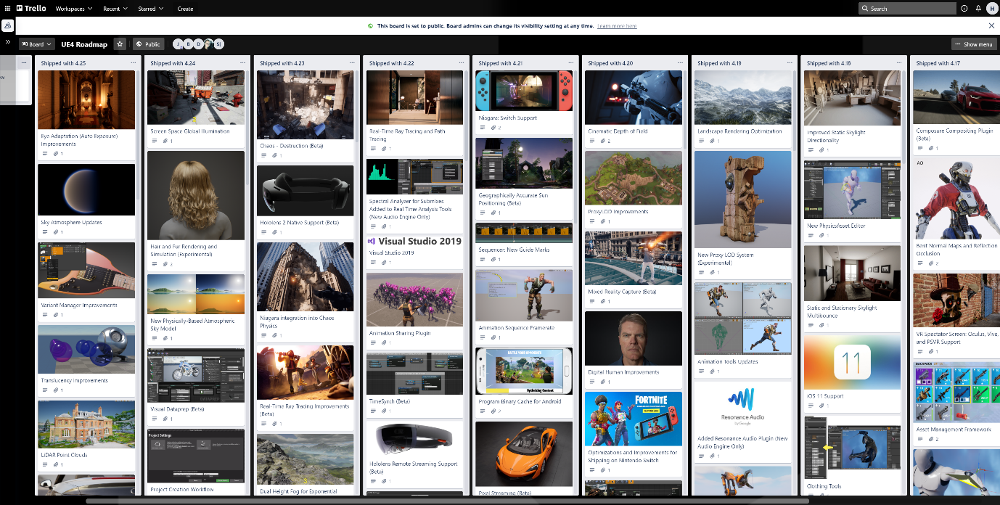 Trello
Workspaces
Recent
Starred
Create
Search
H
This board is set to public. Board admins can change its visibility setting at any time. Learn more here
Board
UE4 Roadmap
Public
J
B
D
S(
Show menu
Shipped with 4.25
Eye Adaptation (Auto Exposure)
Improvements
1
Sky Atmosphere Updates
1
Variant Manager Improvements
1
Translucency Improvements
1
LiDAR Point Clouds
1
Shipped with 4.24
Screen Space Global Illumination
1
Hair and Fur Rendering and
Simulation (Experimental)
2
New Physically-Based Atmospheric
Sky Model
1
Visual Dataprep (Beta)
1
Project Settings
Project Creation Workflow
Shipped with 4.23
Chaos - Destruction (Beta)
1
Hololens 2 Native Support (Beta)
1
Niagara integration into Chaos
Physics
1
Real-Time Ray Tracing Improvements
(Beta)
1
Dual Height Fog for Exponential
Shipped with 4.22
Real-Time Ray Tracing and Path
Tracing
1
Spectral Analyzer for Submixes
Added to Real Time Analysis Tools
(New Audio Engine Only)
1
Visual Studio 2019
Visual Studio 2019
1
Animation Sharing Plugin
1
TimeSynth (Beta)
1
Hololens Remote Streaming Support
(Beta)
1
Shipped with 4.21
Niagara: Switch Support
2
Geographically Accurate Sun
Positioning (Beta)
1
Sequencer: New Guide Marks
1
Animation Sequence Framerate
1
BATTLE YOUR OPPONENTS
Optimizing Content
Program Binary Cache for Android
2
Pixel Streaming (Beta)
Shipped with 4.20
Cinematic Depth of Field
2
ProxyLOD Improvements
1
Mixed Reality Capture (Beta)
1
Digital Human Improvements
1
FORTNITE
Optimizations and Improvements for
Shipping on Nintendo Switch
1
Shipped with 4.19
Landscape Rendering Optimization
1
New Proxy LOD System
(Experimental)
1
Animation Tools Updates
1
Resonance Audio
by Google
Added Resonance Audio Plugin (New
Audio Engine Only)
1
Shipped with 4.18
Improved Static Skylight
Directionality
1
New PhysicsAsset Editor
1
Static and Stationary Skylight
Multibounce
1
11
iOS 11 Support
1
Clothing Tools
Shipped with 4.17
Composure Compositing Plugin
(Beta)
1
AO
Bent Normal Maps and Reflection
Occlusion
2
VR Spectator Screen: Oculus, Vive,
and PSVR Support
1
BACKPACK
Asset Management Framework
2